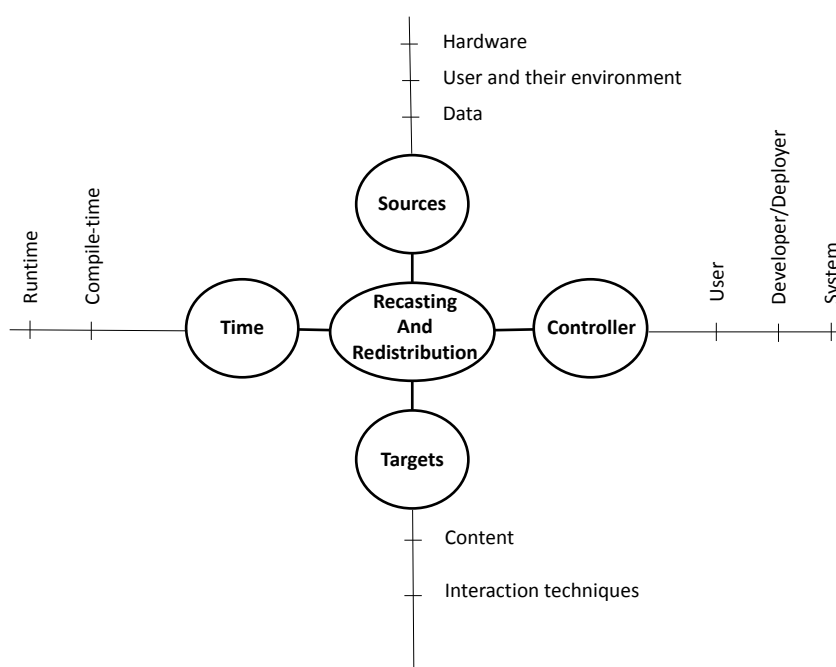 Hardware
User and their environment
Data
Sources
Runtime
Compile-time
Time
Recasting
And
Redistribution
Controller
User
Developer/Deployer
System
Targets
Content
Interaction techniques